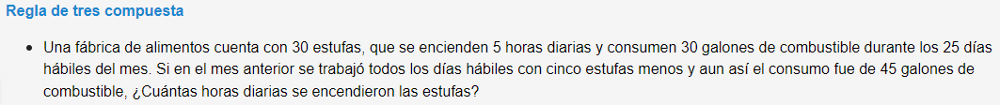 Regla de tres compuesta
• Una fábrica de alimentos cuenta con 30 estufas, que se encienden 5 horas diarias y consumen 30 galones de combustible durante los 25 días
hábiles del mes. Si en el mes anterior se trabajó todos los días hábiles con cinco estufas menos y aun así el consumo fue de 45 galones de
combustible, ¿Cuántas horas diarias se encendieron las estufas?